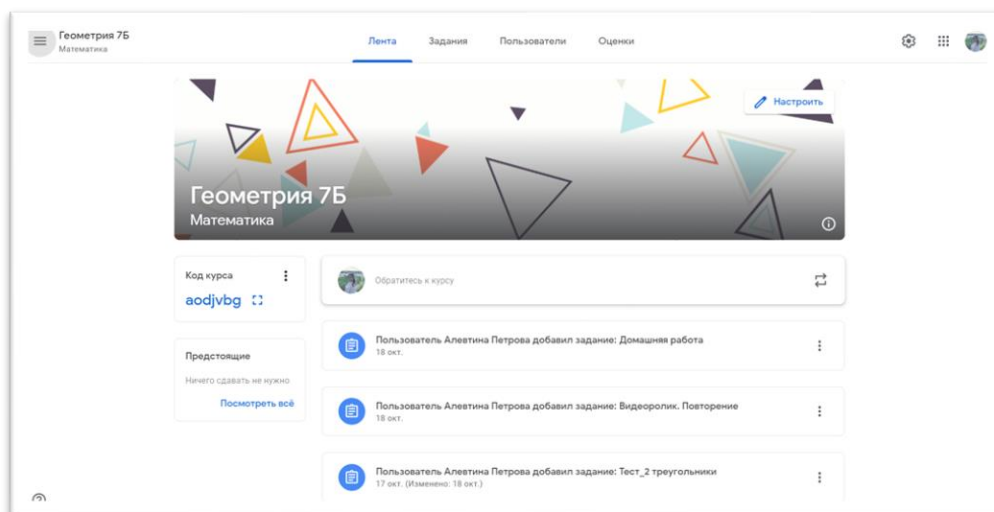 Геометрия 7Б
Математика
Лента
Задания
Пользователи
Оценки
Настроить
Геометрия 7Б
Математика
Код курса
aodjvbg
Обратитесь к курсу
Предстоящие
Ничего сдавать не нужно
Посмотреть всё
Пользователь Алевтина Петрова добавил задание: Домашняя работа
18 окт.
Пользователь Алевтина Петрова добавил задание: Видеоролик. Повторение
18 окт.
Пользователь Алевтина Петрова добавил задание: Тест_2 треугольники
17 окт. (Изменено: 18 окт.)